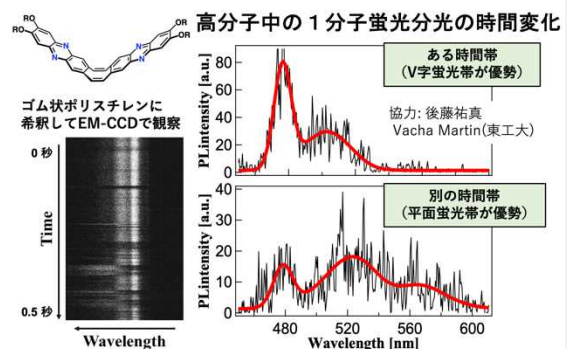 高分子中の１分子蛍光分光の時間変化
RO
RO
OR
OR
N
N
N
N
ゴム状ポリスチレンに
希釈してEM-CCDで観察
0 秒
Time
0.5 秒
Wavelength
PLintensity [a.u.]
80
60
40
20
0
ある時間帯
（V字蛍光帯が優勢）
協力: 後藤祐真
Vacha Martin(東工大)
PLintensity [a.u.]
40
30
20
10
0
別の時間帯
（平面蛍光帯が優勢）
480
520
560
600
Wavelength [nm]